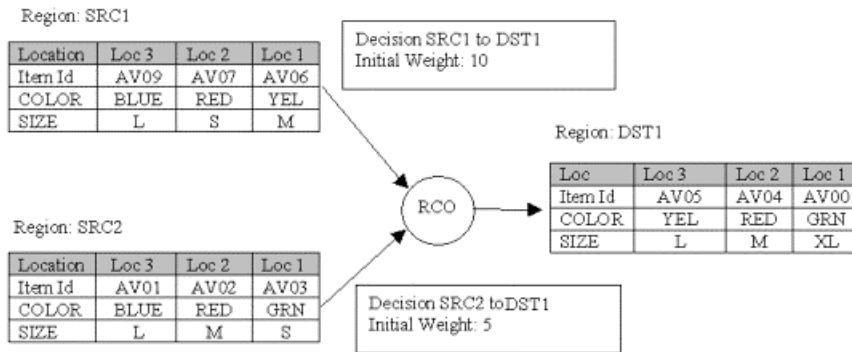 Region: SRC1
Location Loc 3 Loc 2 Loc 1
Item Id AV09 AV07 AV06
COLOR BLUE RED YEL
SIZE L S M
Decision SRC1 to DST1
Initial Weight: 10
RCO
Region: DST1
Loc Loc 3 Loc 2 Loc 1
Item Id AV05 AV04 AV00
COLOR YEL RED GRN
SIZE L M XL
Region: SRC2
Location Loc 3 Loc 2 Loc 1
Item Id AV01 AV02 AV03
COLOR BLUE RED GRN
SIZE L M S
Decision SRC2 to DST1
Initial Weight: 5